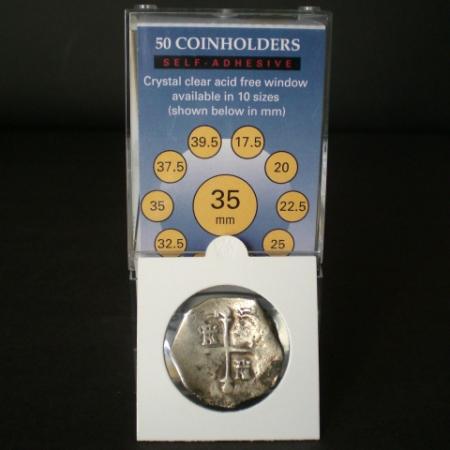 50 COINHOLDERS
SELF-ADHESIVE
Crystal clear acid free window
available in 10 sizes
(shown below in mm)
39.5 17.5
37.5 20
35 35 22.5
mm
32.5 25